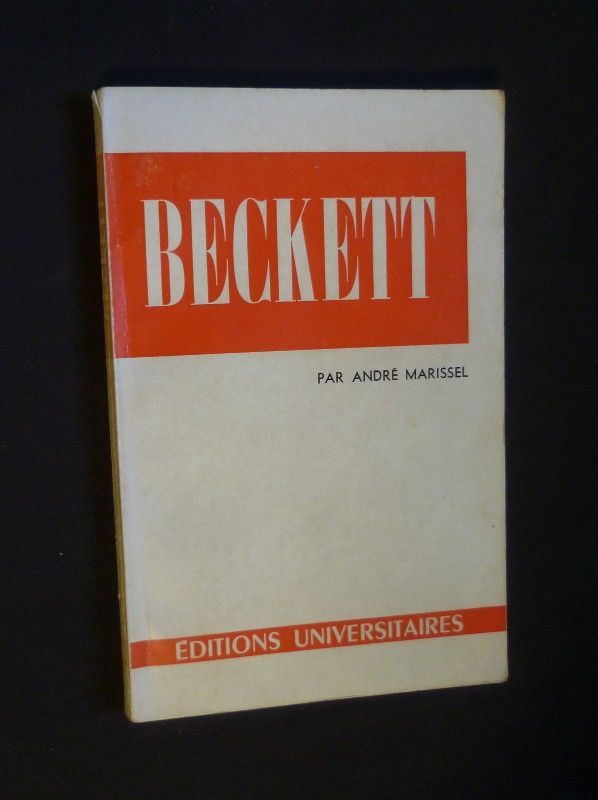 BECKETT
PAR ANDRÉ MARISSEL
ÉDITIONS UNIVERSITAIRES